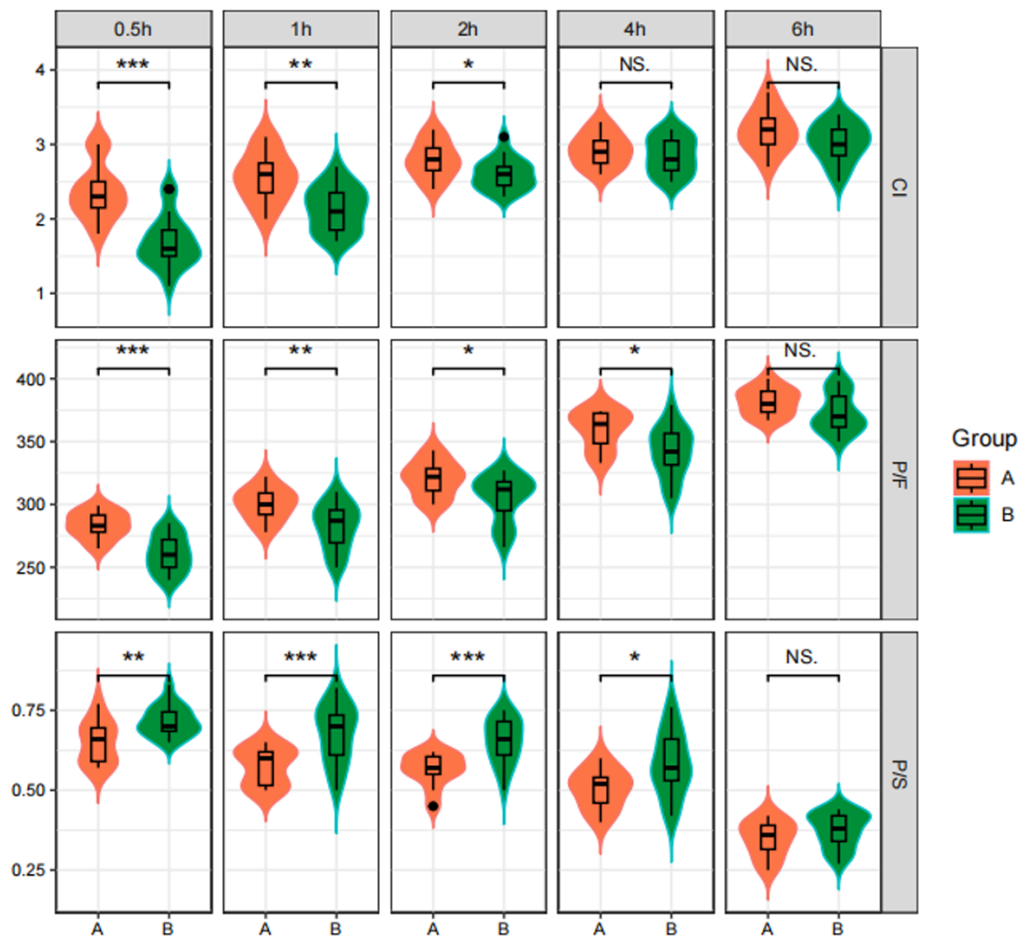 0.5h 1h 2h 4h 6h
*** ** * NS. NS.
4
3
2
1
CI
*** ** * * NS.
400
350
300
250
P/F
Group
A
B
** *** *** * NS.
0.75
0.50
0.25
P/S
A B A B A B A B A B